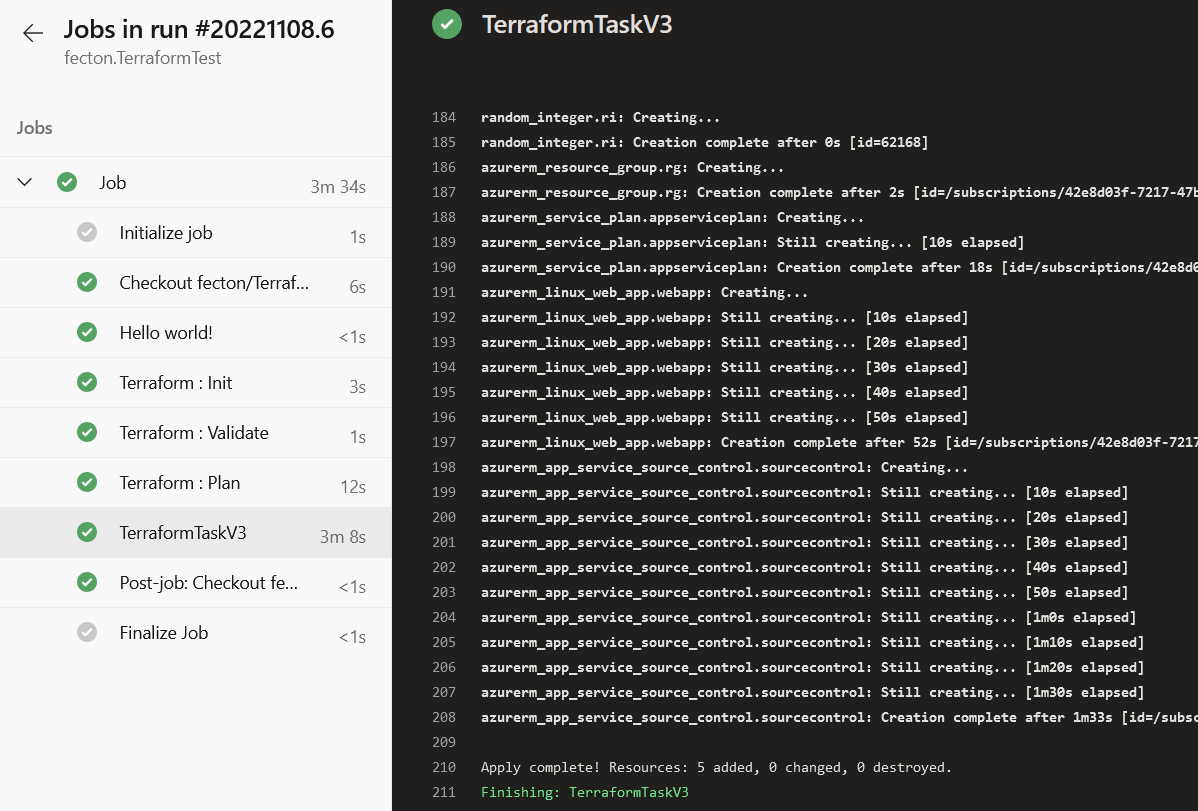 Jobs in run #20221108.6
fecton.TerraformTest
Jobs
Job 3m 34s
Initialize job 1s
Checkout fecton/Terraf... 6s
Hello world! <1s
Terraform : Init 3s
Terraform : Validate 1s
Terraform : Plan 12s
TerraformTaskV3 3m 8s
Post-job: Checkout fe... <1s
Finalize Job <1s
TerraformTaskV3
184 random_integer.ri: Creating...
185 random_integer.ri: Creation complete after 0s [id=62168]
186 azurerm_resource_group.rg: Creating...
187 azurerm_resource_group.rg: Creation complete after 2s [id=/subscriptions/42e8d03f-7217-47b
188 azurerm_service_plan.appserviceplan: Creating...
189 azurerm_service_plan.appserviceplan: Still creating... [10s elapsed]
190 azurerm_service_plan.appserviceplan: Creation complete after 18s [id=/subscriptions/42e8d0
191 azurerm_linux_web_app.webapp: Creating...
192 azurerm_linux_web_app.webapp: Still creating... [10s elapsed]
193 azurerm_linux_web_app.webapp: Still creating... [20s elapsed]
194 azurerm_linux_web_app.webapp: Still creating... [30s elapsed]
195 azurerm_linux_web_app.webapp: Still creating... [40s elapsed]
196 azurerm_linux_web_app.webapp: Still creating... [50s elapsed]
197 azurerm_linux_web_app.webapp: Creation complete after 52s [id=/subscriptions/42e8d03f-7217
198 azurerm_app_service_source_control.sourcecontrol: Creating...
199 azurerm_app_service_source_control.sourcecontrol: Still creating... [10s elapsed]
200 azurerm_app_service_source_control.sourcecontrol: Still creating... [20s elapsed]
201 azurerm_app_service_source_control.sourcecontrol: Still creating... [30s elapsed]
202 azurerm_app_service_source_control.sourcecontrol: Still creating... [40s elapsed]
203 azurerm_app_service_source_control.sourcecontrol: Still creating... [50s elapsed]
204 azurerm_app_service_source_control.sourcecontrol: Still creating... [1m0s elapsed]
205 azurerm_app_service_source_control.sourcecontrol: Still creating... [1m10s elapsed]
206 azurerm_app_service_source_control.sourcecontrol: Still creating... [1m20s elapsed]
207 azurerm_app_service_source_control.sourcecontrol: Still creating... [1m30s elapsed]
208 azurerm_app_service_source_control.sourcecontrol: Creation complete after 1m33s [id=/subsc
209
210 Apply complete! Resources: 5 added, 0 changed, 0 destroyed.
211 Finishing: TerraformTaskV3